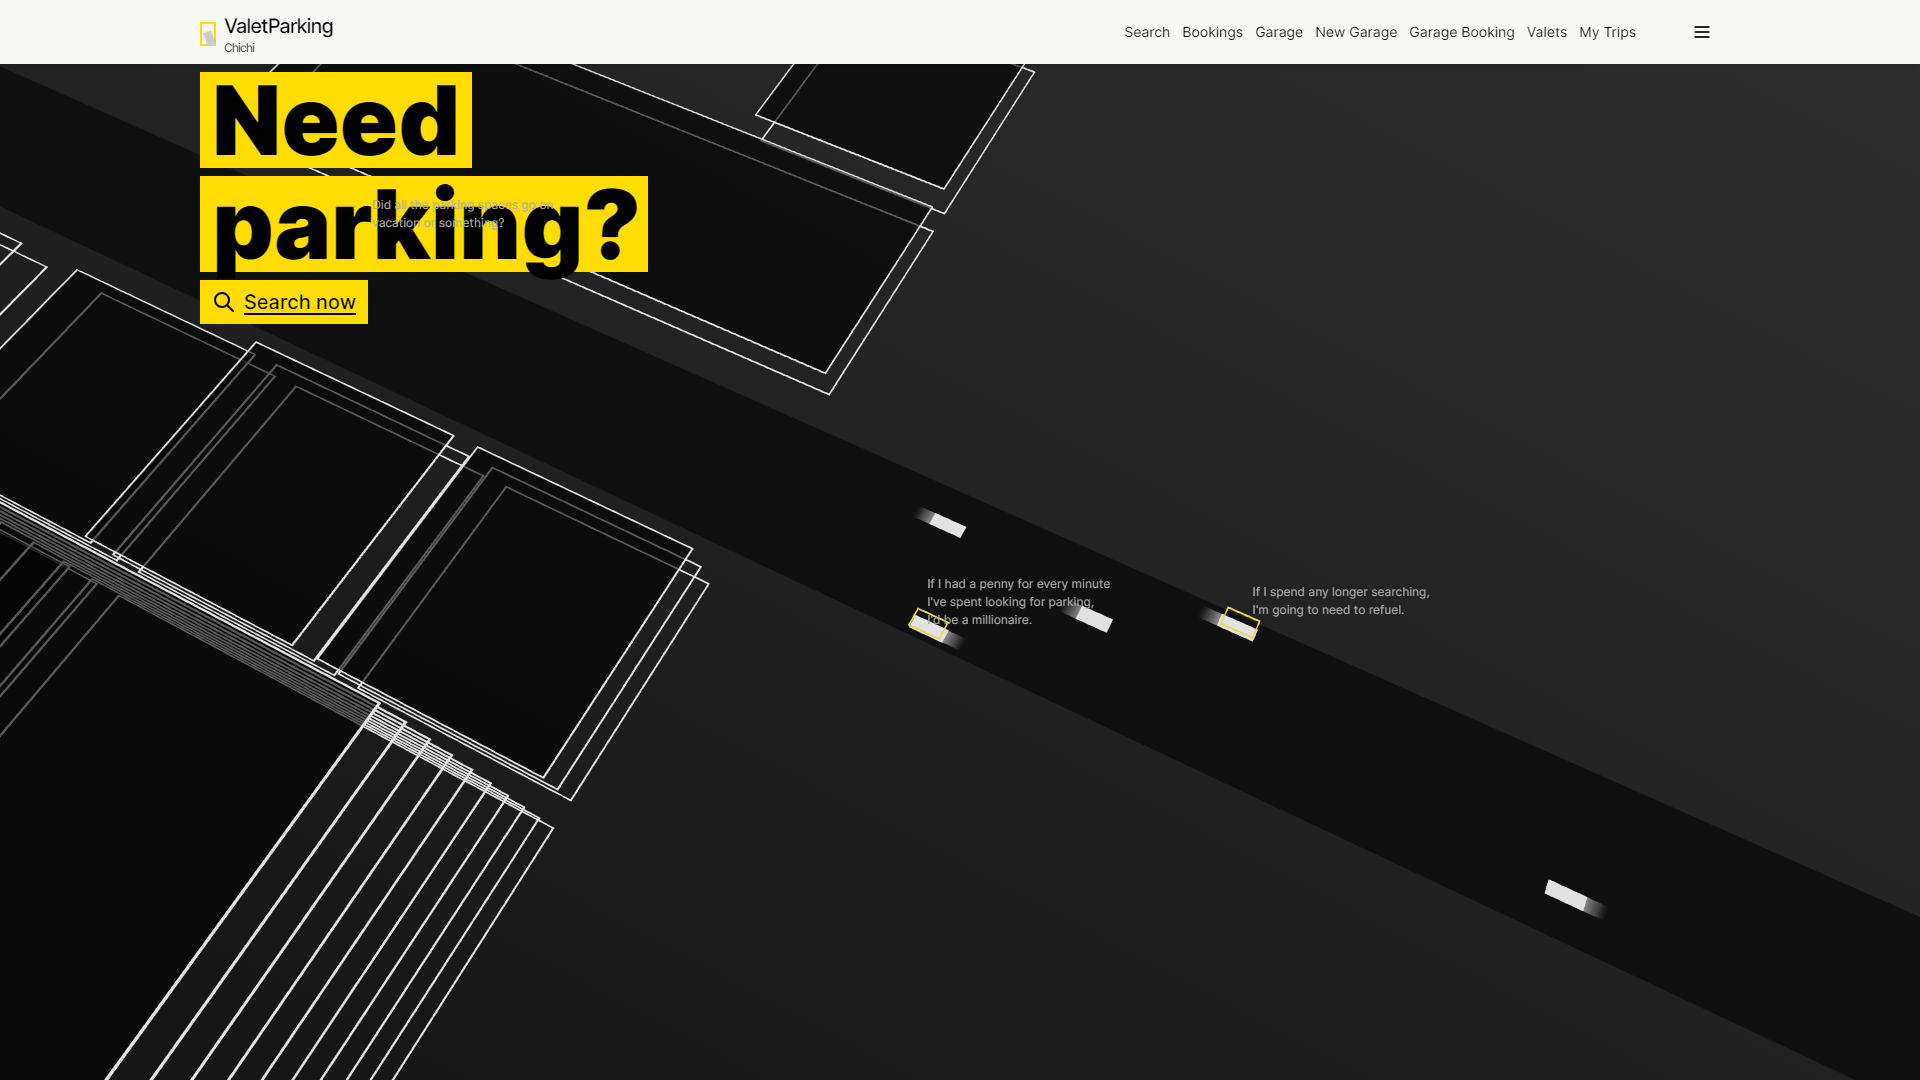 ValetParking
Chichi
Search Bookings Garage New Garage Garage Booking Valets My Trips
Need
parking?
Did all the parking spaces go on
vacation or something?
Search now
If I had a penny for every minute
I've spent looking for parking,
I'd be a millionaire.
If I spend any longer searching,
I'm going to need to refuel.